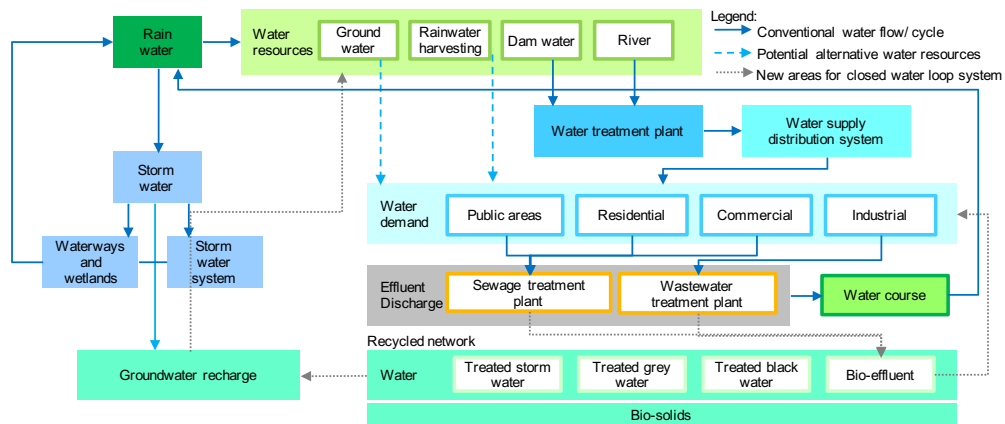 Legend:
Conventional water flow/ cycle
Potential alternative water resources
New areas for closed water loop system
Rain
water
Water
resources
Ground
water
Rainwater
harvesting
Dam water
River
Water treatment plant
Water supply
distribution system
Storm
water
Water
demand
Public areas
Residential
Commercial
Industrial
Waterways
and
wetlands
Storm
water
system
Effluent
Discharge
Sewage treatment
plant
Wastewater
treatment plant
Water course
Recycled network
Groundwater recharge
Water
Treated storm
water
Treated grey
water
Treated black
water
Bio-effluent
Bio-solids